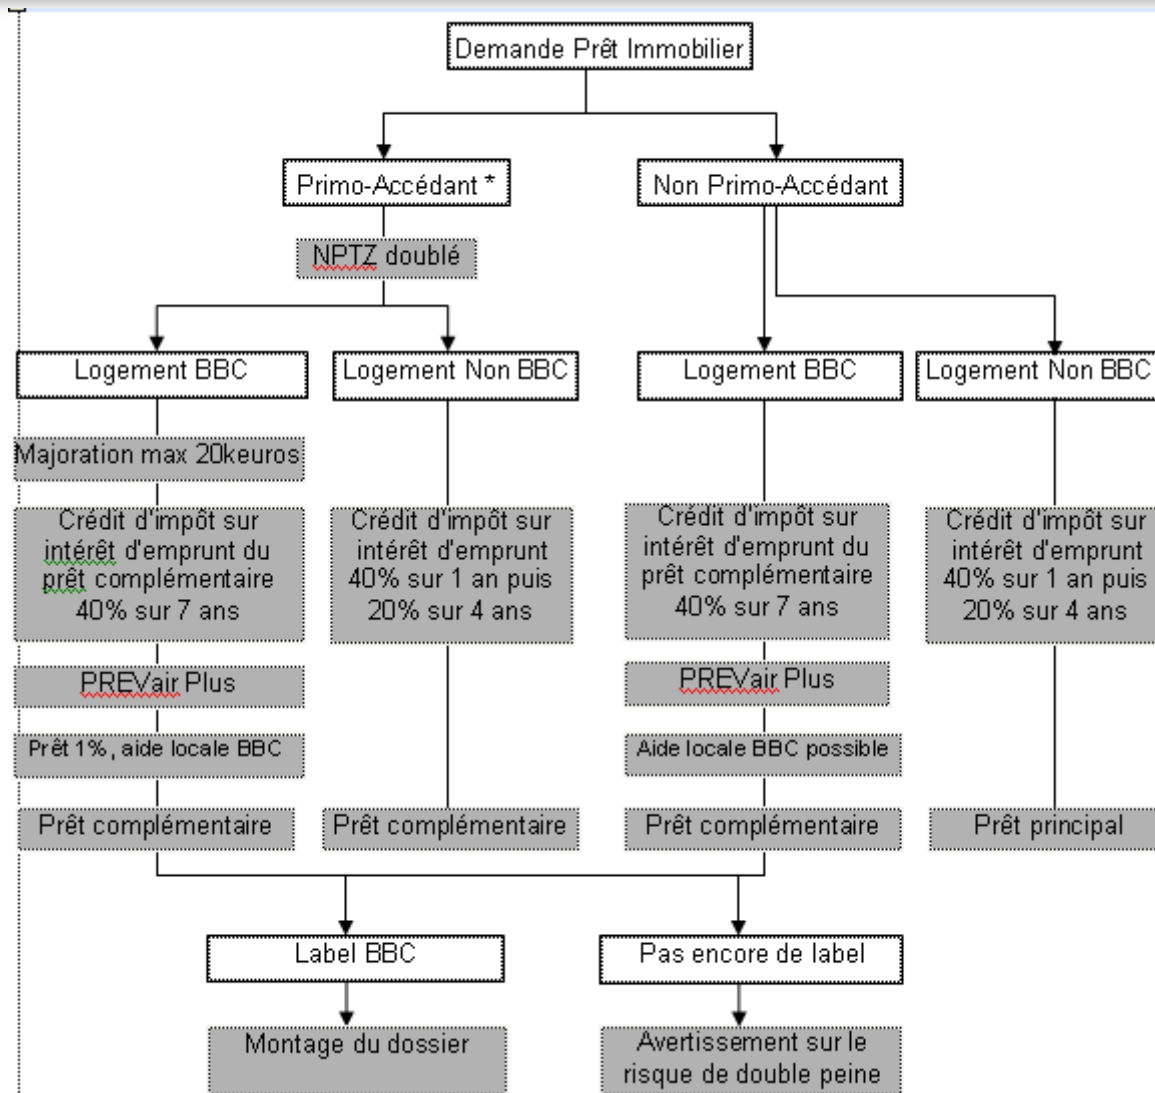 Demande Prêt Immobilier
Primo-Accédant *
Non Primo-Accédant
NPTZ doublé
Logement BBC
Logement Non BBC
Logement BBC
Logement Non BBC
Majoration max 20keuros
Crédit d'impôt sur
intérêt d'emprunt du
prêt complémentaire
40% sur 7 ans
Crédit d'impôt sur
intérêt d'emprunt
40% sur 1 an puis
20% sur 4 ans
Crédit d'impôt sur
intérêt d'emprunt du
prêt complémentaire
40% sur 7 ans
Crédit d'impôt sur
intérêt d'emprunt
40% sur 1 an puis
20% sur 4 ans
PREVair Plus
PREVair Plus
Prêt 1%, aide locale BBC
Aide locale BBC possible
Prêt complémentaire
Prêt complémentaire
Prêt complémentaire
Prêt principal
Label BBC
Pas encore de label
Montage du dossier
Avertissement sur le
risque de double peine